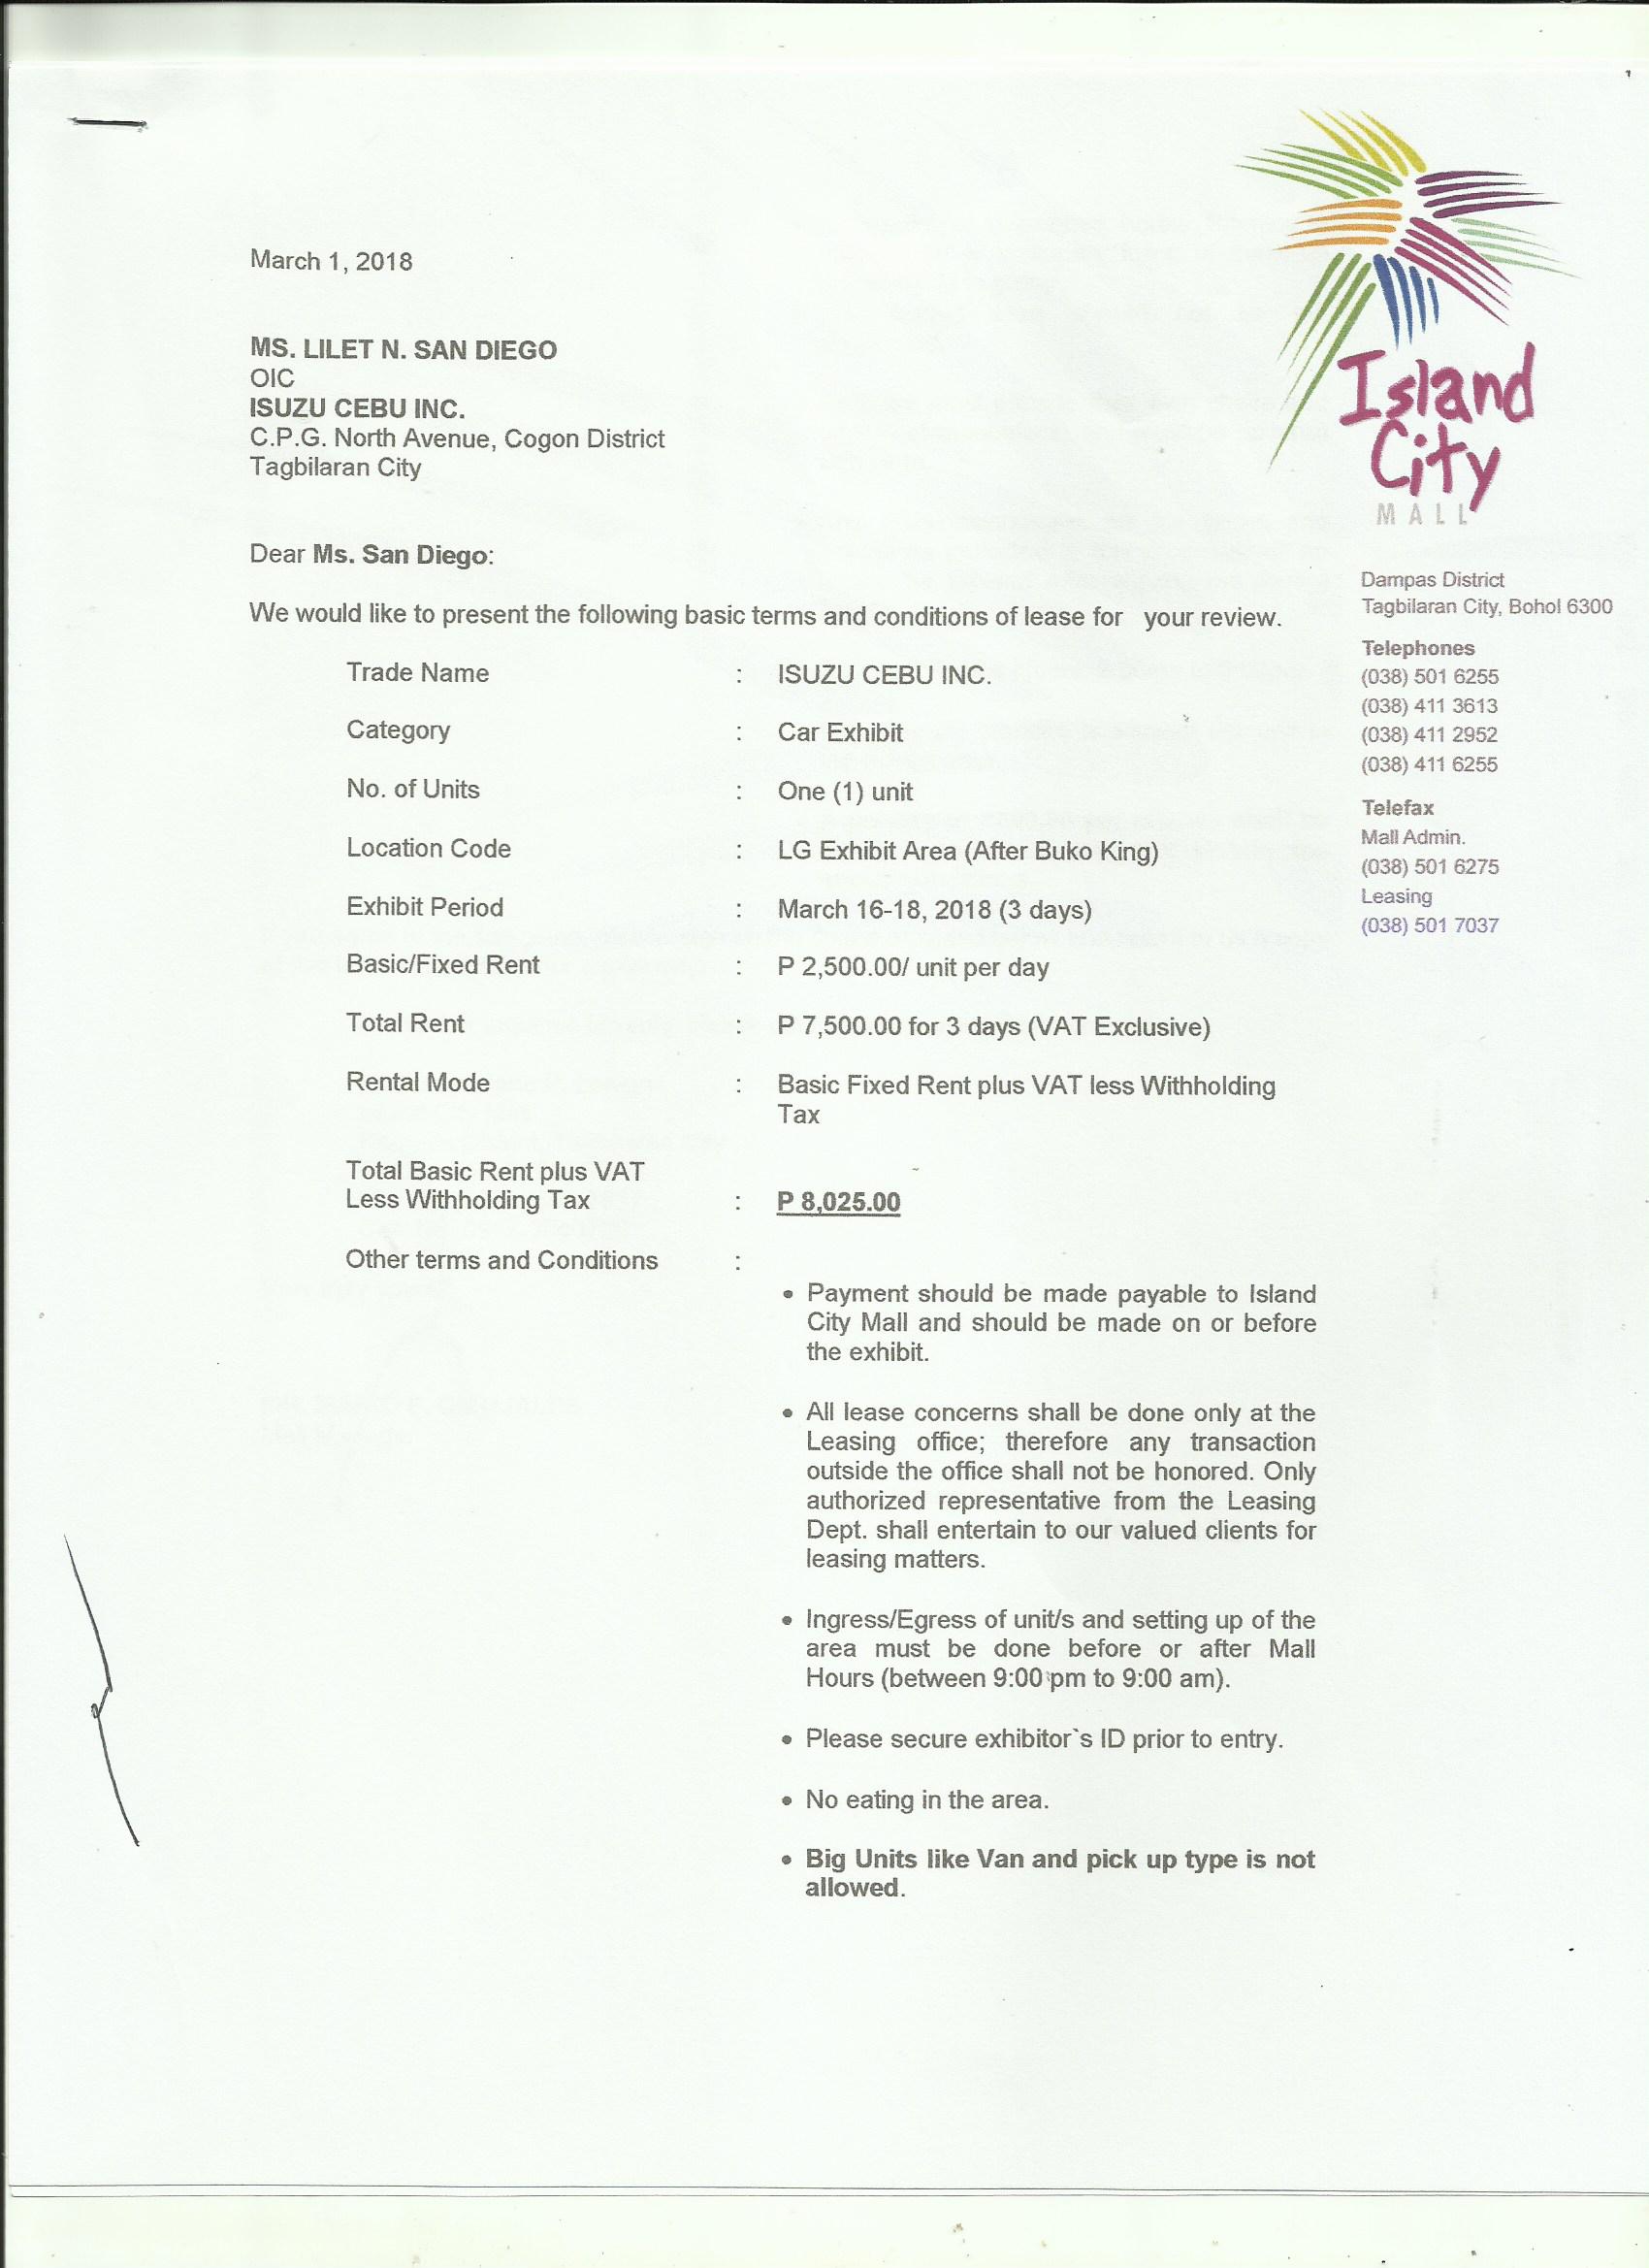 Island
City
MALL
Dampas District
Tagbilaran City, Bohol 6300
Telephones
(038) 501 6255
(038) 411 3613
(038) 411 2952
(038) 411 6255
Telefax
Mall Admin.
(038) 501 6275
Leasing
(038) 501 7037
March 1, 2018
MS. LILET N. SAN DIEGO
OIC
ISUZU CEBU INC.
C.P.G. North Avenue, Cogon District
Tagbilaran City
Dear Ms. San Diego:
We would like to present the following basic terms and conditions of lease for your review.
Trade Name : ISUZU CEBU INC.
Category : Car Exhibit
No. of Units : One (1) unit
Location Code : LG Exhibit Area (After Buko King)
Exhibit Period : March 16-18, 2018 (3 days)
Basic/Fixed Rent : P 2,500.00/ unit per day
Total Rent : P 7,500.00 for 3 days (VAT Exclusive)
Rental Mode : Basic Fixed Rent plus VAT less Withholding
Tax
Total Basic Rent plus VAT
Less Withholding Tax : P 8,025.00
Other terms and Conditions :
• Payment should be made payable to Island
City Mall and should be made on or before
the exhibit.
• All lease concerns shall be done only at the
Leasing office; therefore any transaction
outside the office shall not be honored. Only
authorized representative from the Leasing
Dept. shall entertain to our valued clients for
leasing matters.
• Ingress/Egress of unit/s and setting up of the
area must be done before or after Mall
Hours (between 9:00 pm to 9:00 am).
• Please secure exhibitor`s ID prior to entry.
• No eating in the area.
• Big Units like Van and pick up type is not
allowed.